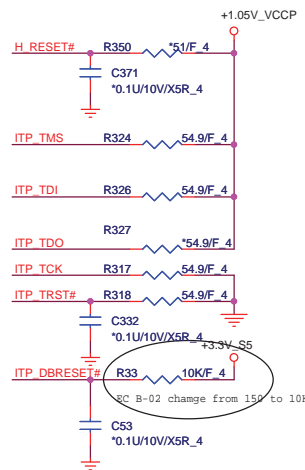 +1.05V_VCCP
H_RESET# R350 *51/F_4
C371
*0.1U/10V/X5R_4
ITP_TMS R324 54.9/F_4
ITP_TDI R326 54.9/F_4
R327
ITP_TDO *54.9/F_4
ITP_TCK R317 54.9/F_4
ITP_TRST# R318 54.9/F_4
C332
*0.1U/10V/X5R_4
+3.3V_S5
ITP_DBRESET# R33 10K/F_4
EC B-02 change from 150 to 10K
C53
*0.1U/10V/X5R_4